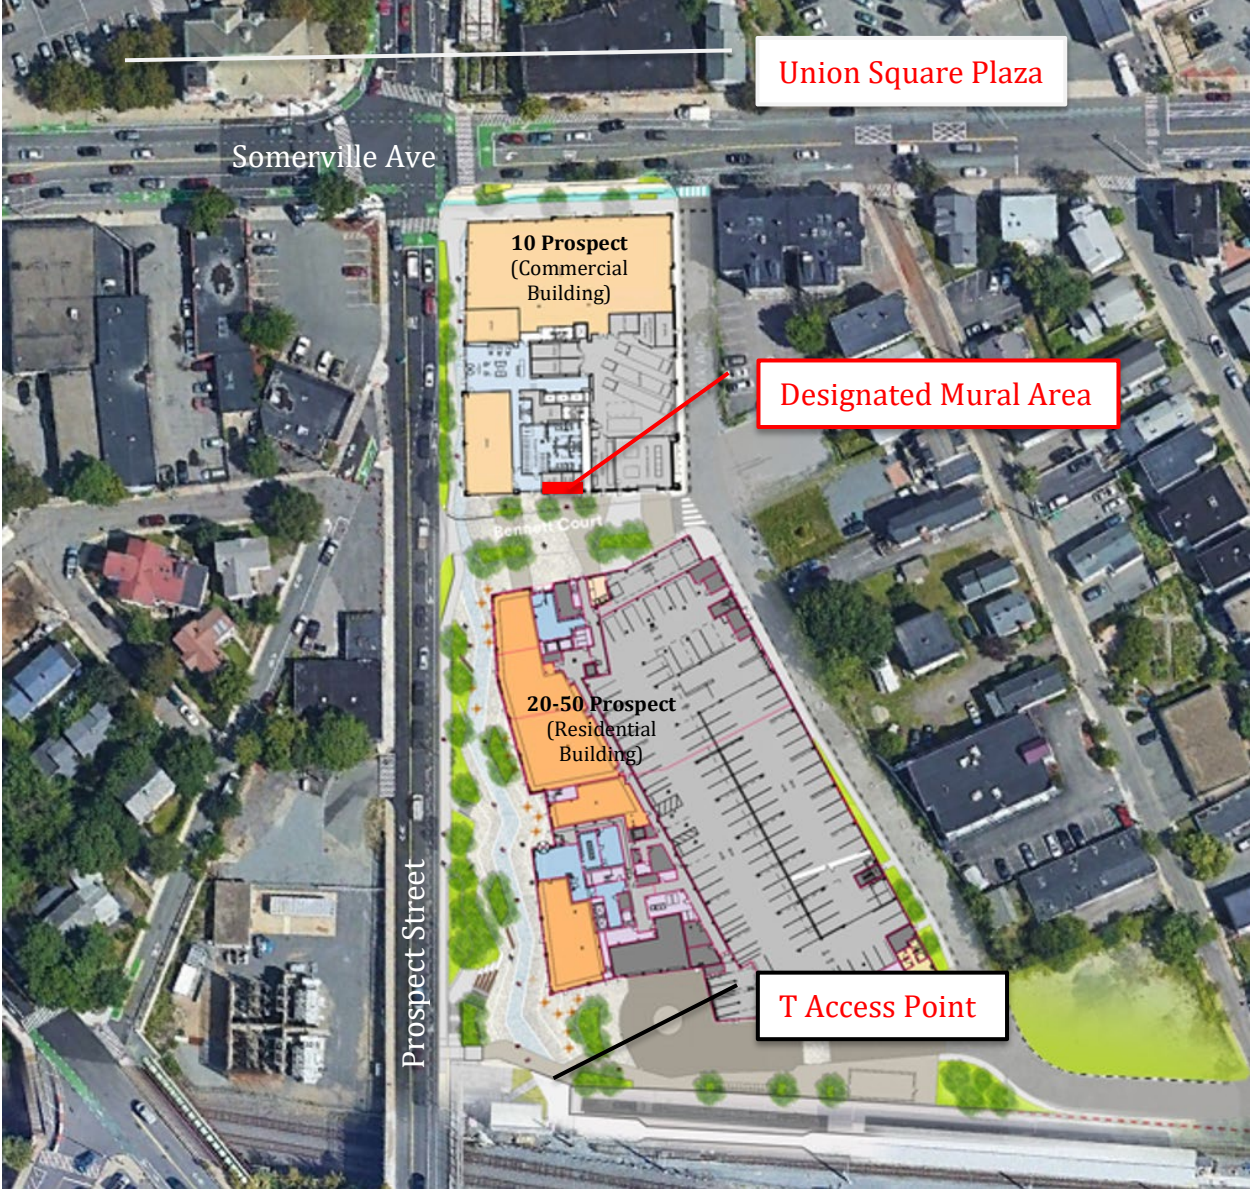 Union Square Plaza
Somerville Ave
10 Prospect
(Commercial
Building)
Designated Mural Area
Bennett Court
20-50 Prospect
(Residential
Building)
Prospect Street
T Access Point